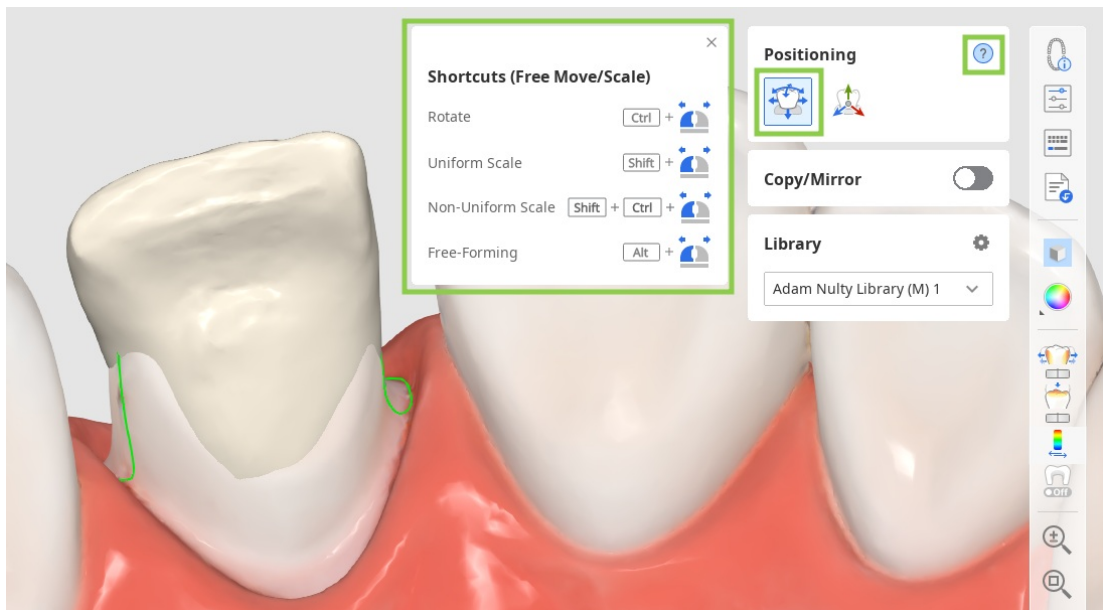 Shortcuts (Free Move/Scale)
Rotate Ctrl +
Uniform Scale Shift +
Non-Uniform Scale Shift + Ctrl +
Free-Forming Alt +
Positioning ?
Copy/Mirror
Library
Adam Nulty Library (M) 1
Off